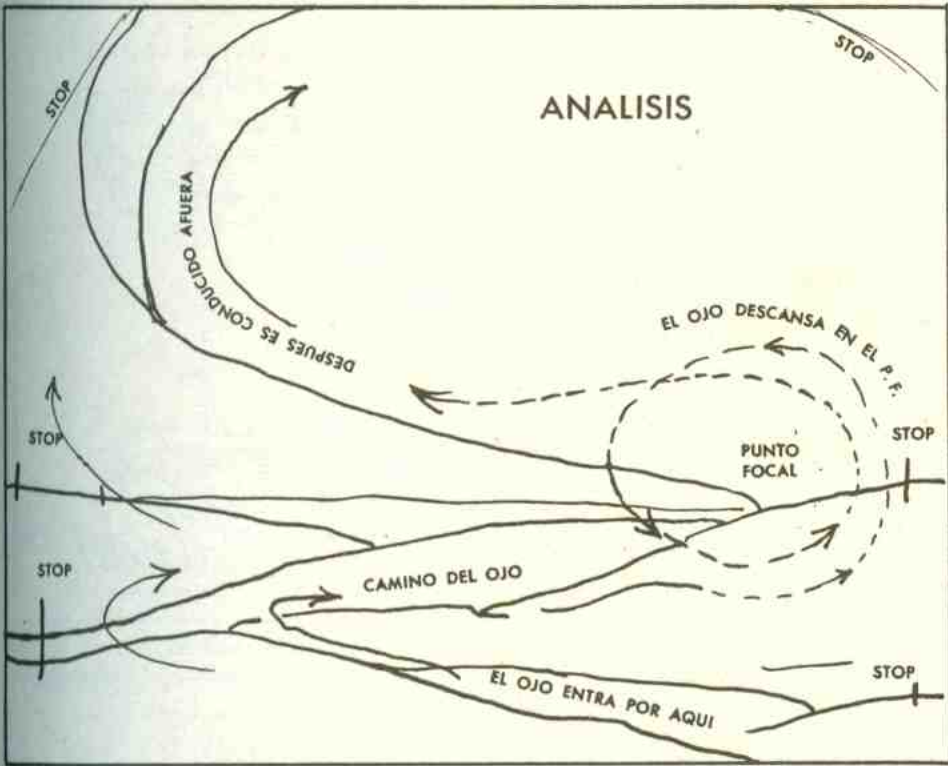 STOP
STOP
ANALISIS
DESPUES ES CONDUCIDO AFUERA
EL OJO DESCANSA EN EL P.F.
STOP
STOP
PUNTO
FOCAL
STOP
CAMINO DEL OJO
EL OJO ENTRA POR AQUI
STOP